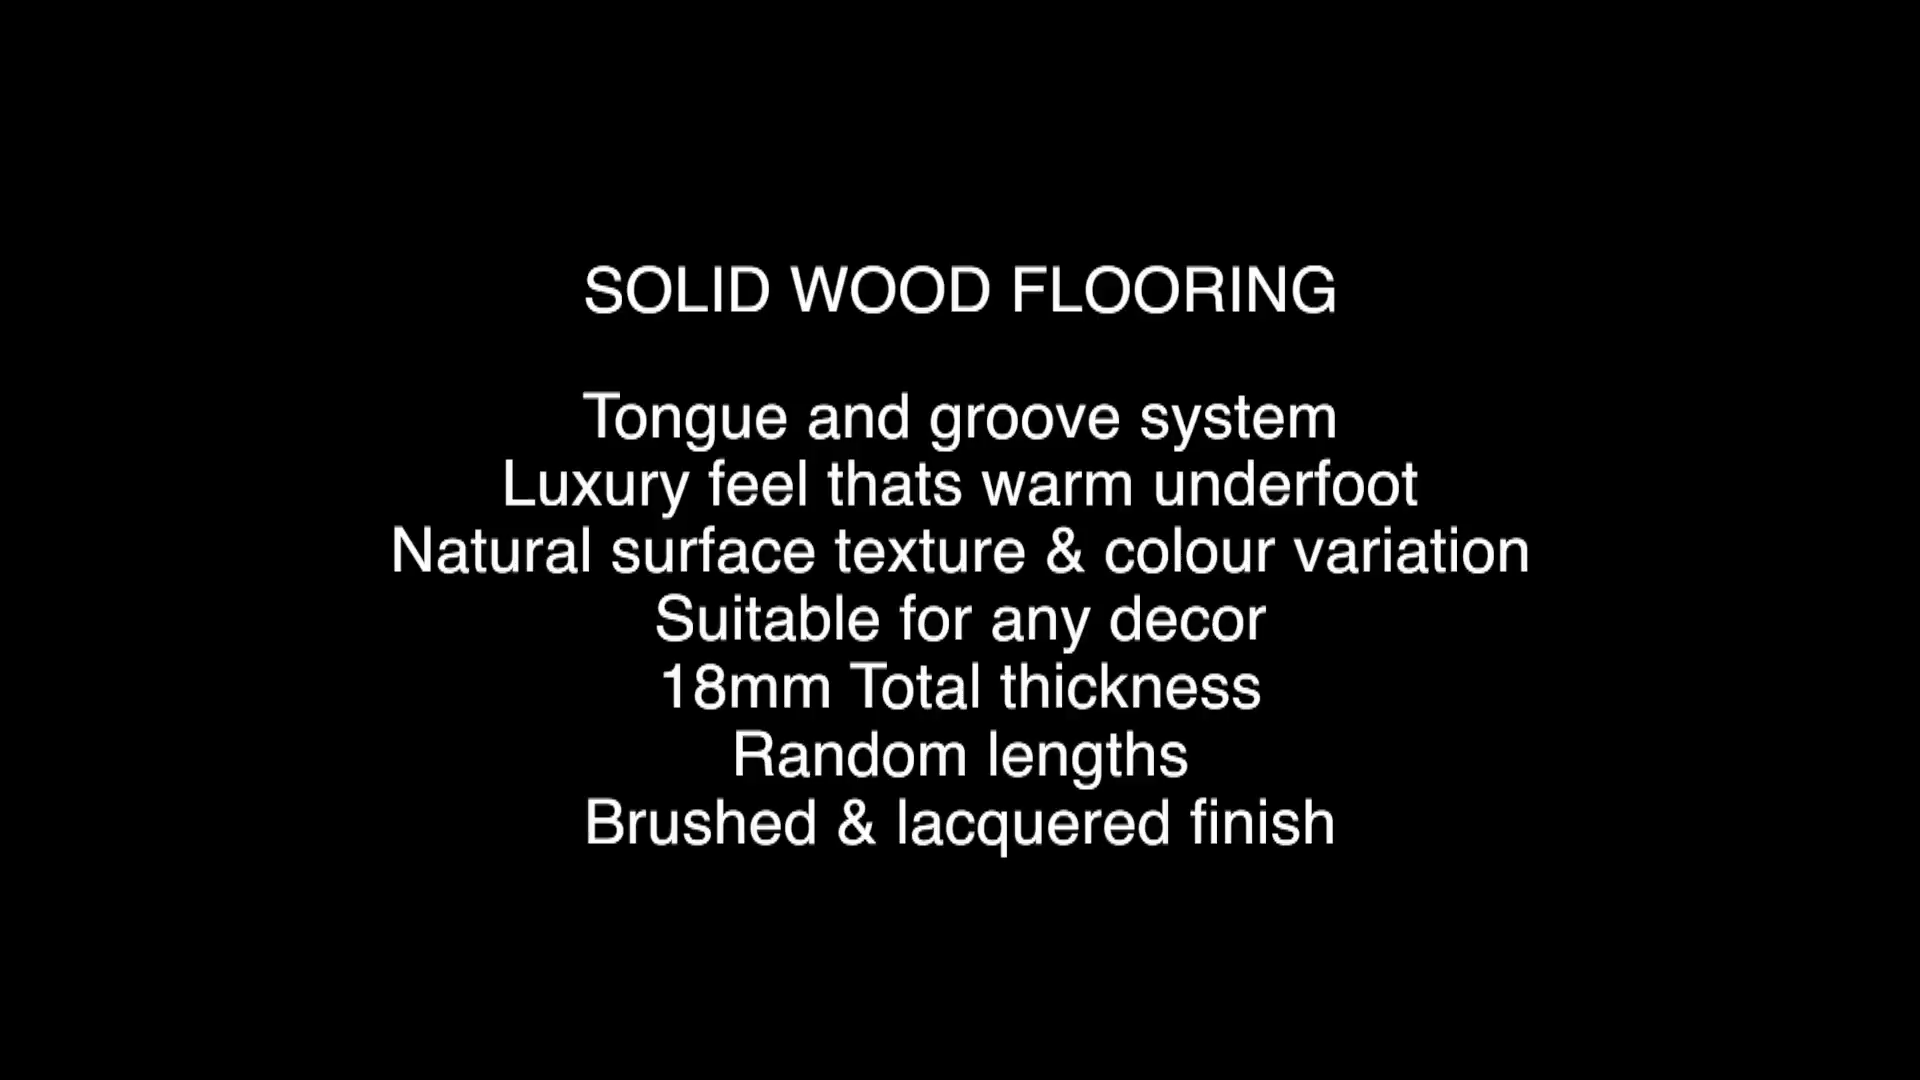 SOLID WOOD FLOORING
Tongue and groove system
Luxury feel thats warm underfoot
Natural surface texture & colour variation
Suitable for any decor
18mm Total thickness
Random lengths
Brushed & lacquered finish